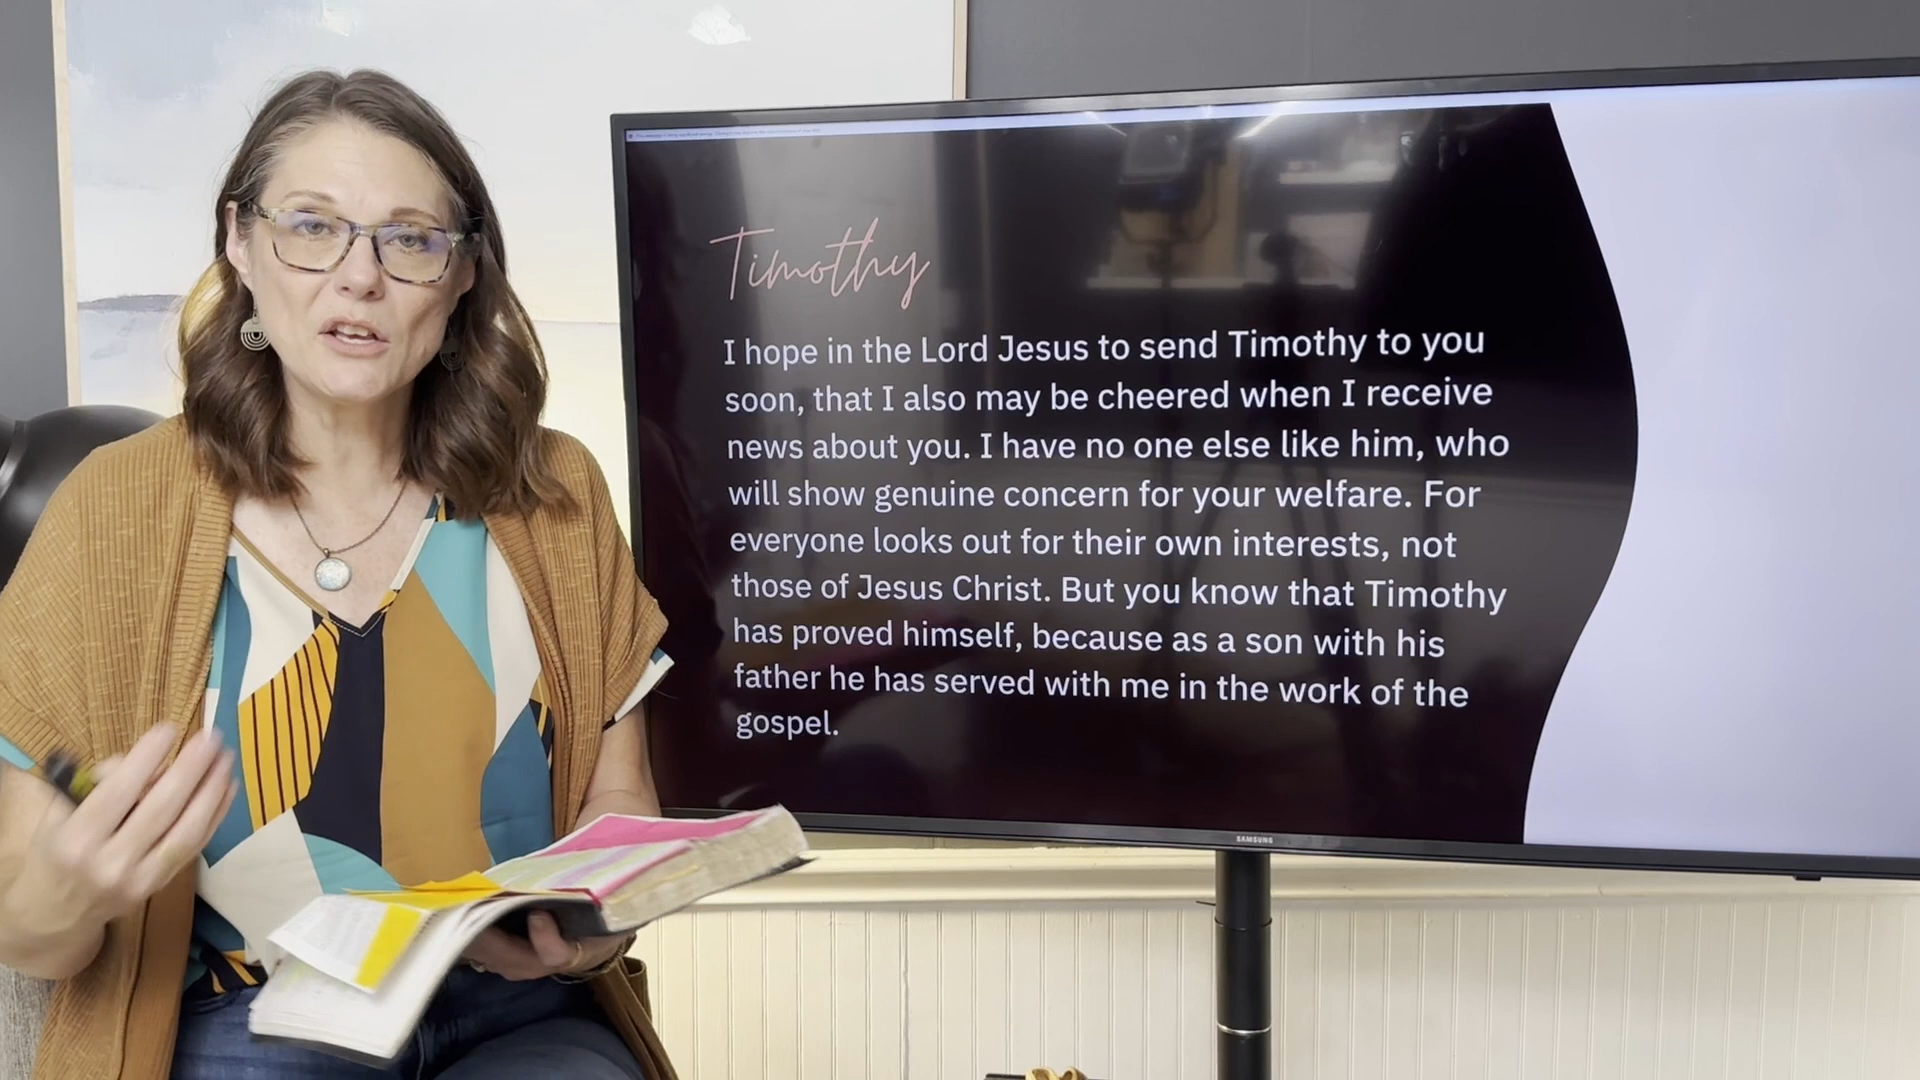 Timothy
I hope in the Lord Jesus to send Timothy to you
soon, that I also may be cheered when I receive
news about you. I have no one else like him, who
will show genuine concern for your welfare. For
everyone looks out for their own interests, not
those of Jesus Christ. But you know that Timothy
has proved himself, because as a son with his
father he has served with me in the work of the
gospel.
SAMSUNG